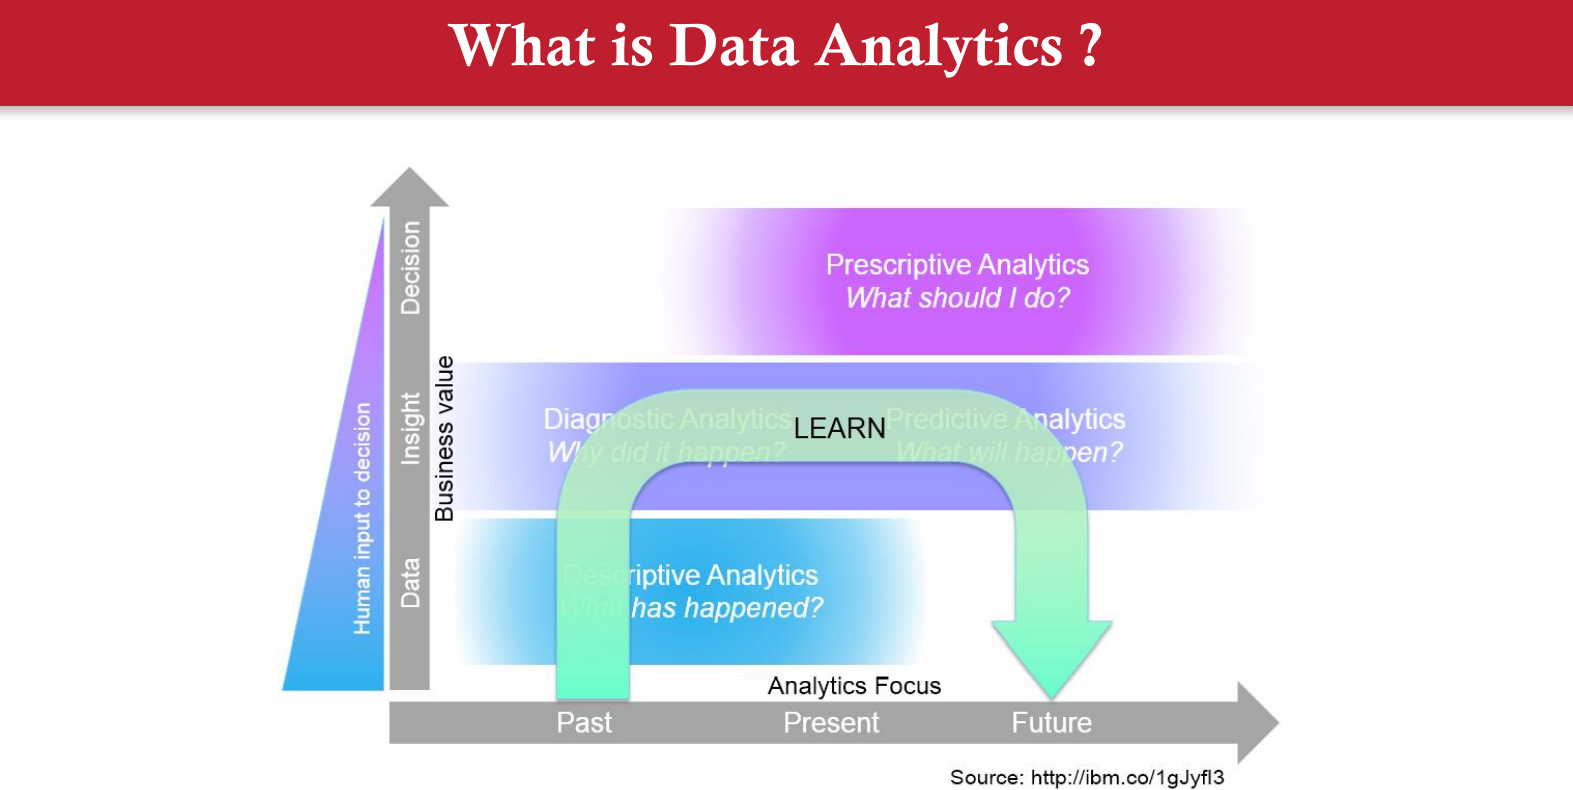 What is Data Analytics ?
Decision
Insight
Data
Business value
Human input to decision
Prescriptive Analytics
What should I do?
Diagnostic Analytics
Why did it happen?
LEARN
Predictive Analytics
What will happen?
Descriptive Analytics
What has happened?
Analytics Focus
Past
Present
Future
Source: http://ibm.co/1gJyfI3